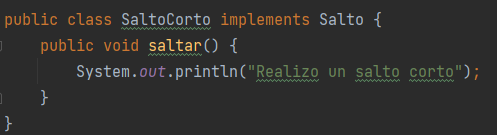 public class SaltoCorto implements Salto {
    public void saltar() {
        System.out.println("Realizo un salto corto");
    }
}